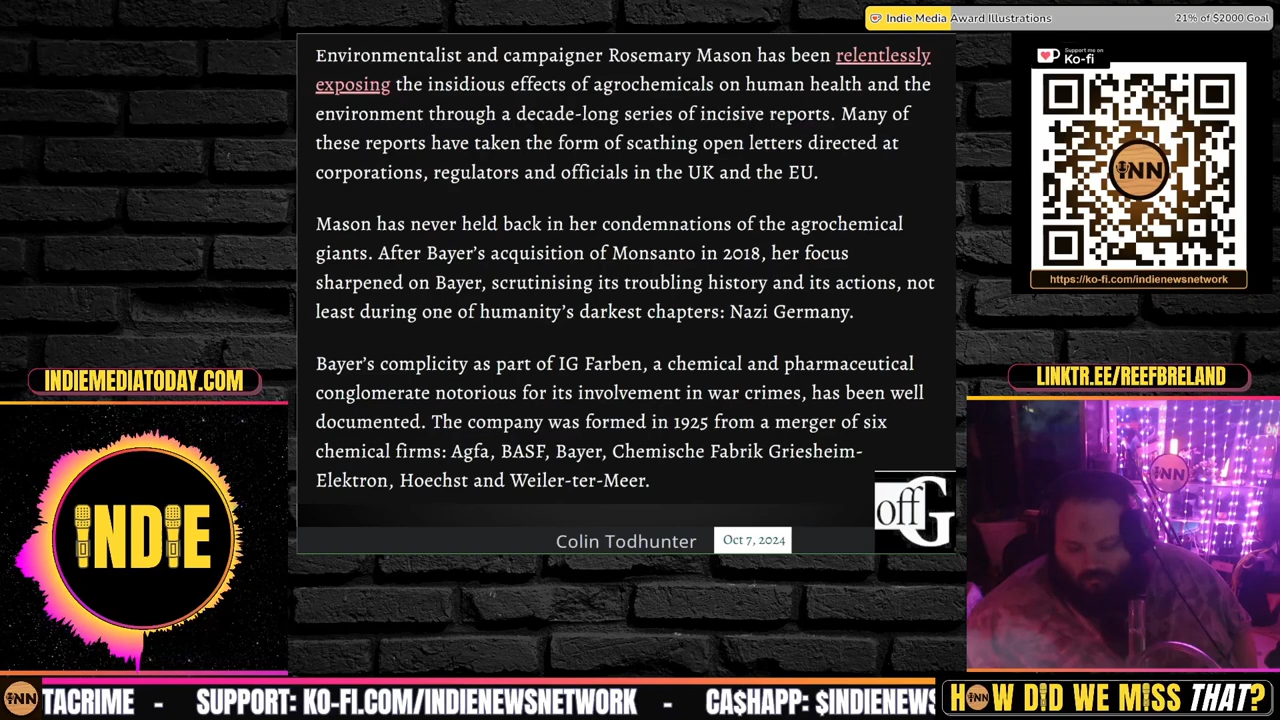 Indie Media Award Illustrations
21% of $2000 Goal
Environmentalist and campaigner Rosemary Mason has been relentlessly
exposing the insidious effects of agrochemicals on human health and the
environment through a decade-long series of incisive reports. Many of
these reports have taken the form of scathing open letters directed at
corporations, regulators and officials in the UK and the EU.
Mason has never held back in her condemnations of the agrochemical
giants. After Bayer’s acquisition of Monsanto in 2018, her focus
sharpened on Bayer, scrutinising its troubling history and its actions, not
least during one of humanity’s darkest chapters: Nazi Germany.
Bayer’s complicity as part of IG Farben, a chemical and pharmaceutical
conglomerate notorious for its involvement in war crimes, has been well
documented. The company was formed in 1925 from a merger of six
chemical firms: Agfa, BASF, Bayer, Chemische Fabrik Griesheim-
Elektron, Hoechst and Weiler-ter-Meer.
offG
Colin Todhunter
Oct 7, 2024
Support me on
Ko-fi
iNN
https://ko-fi.com/indienewsnetwork
INDIEMEDIATODAY.COM
INDIE
LINKTR.EE/REEFBRELAND
INN
INN
TACRIME - SUPPORT: KO-FI.COM/INDIENEWSNETWORK - CA$HAPP: $INDIENEWS
HOW DID WE MISS THAT?